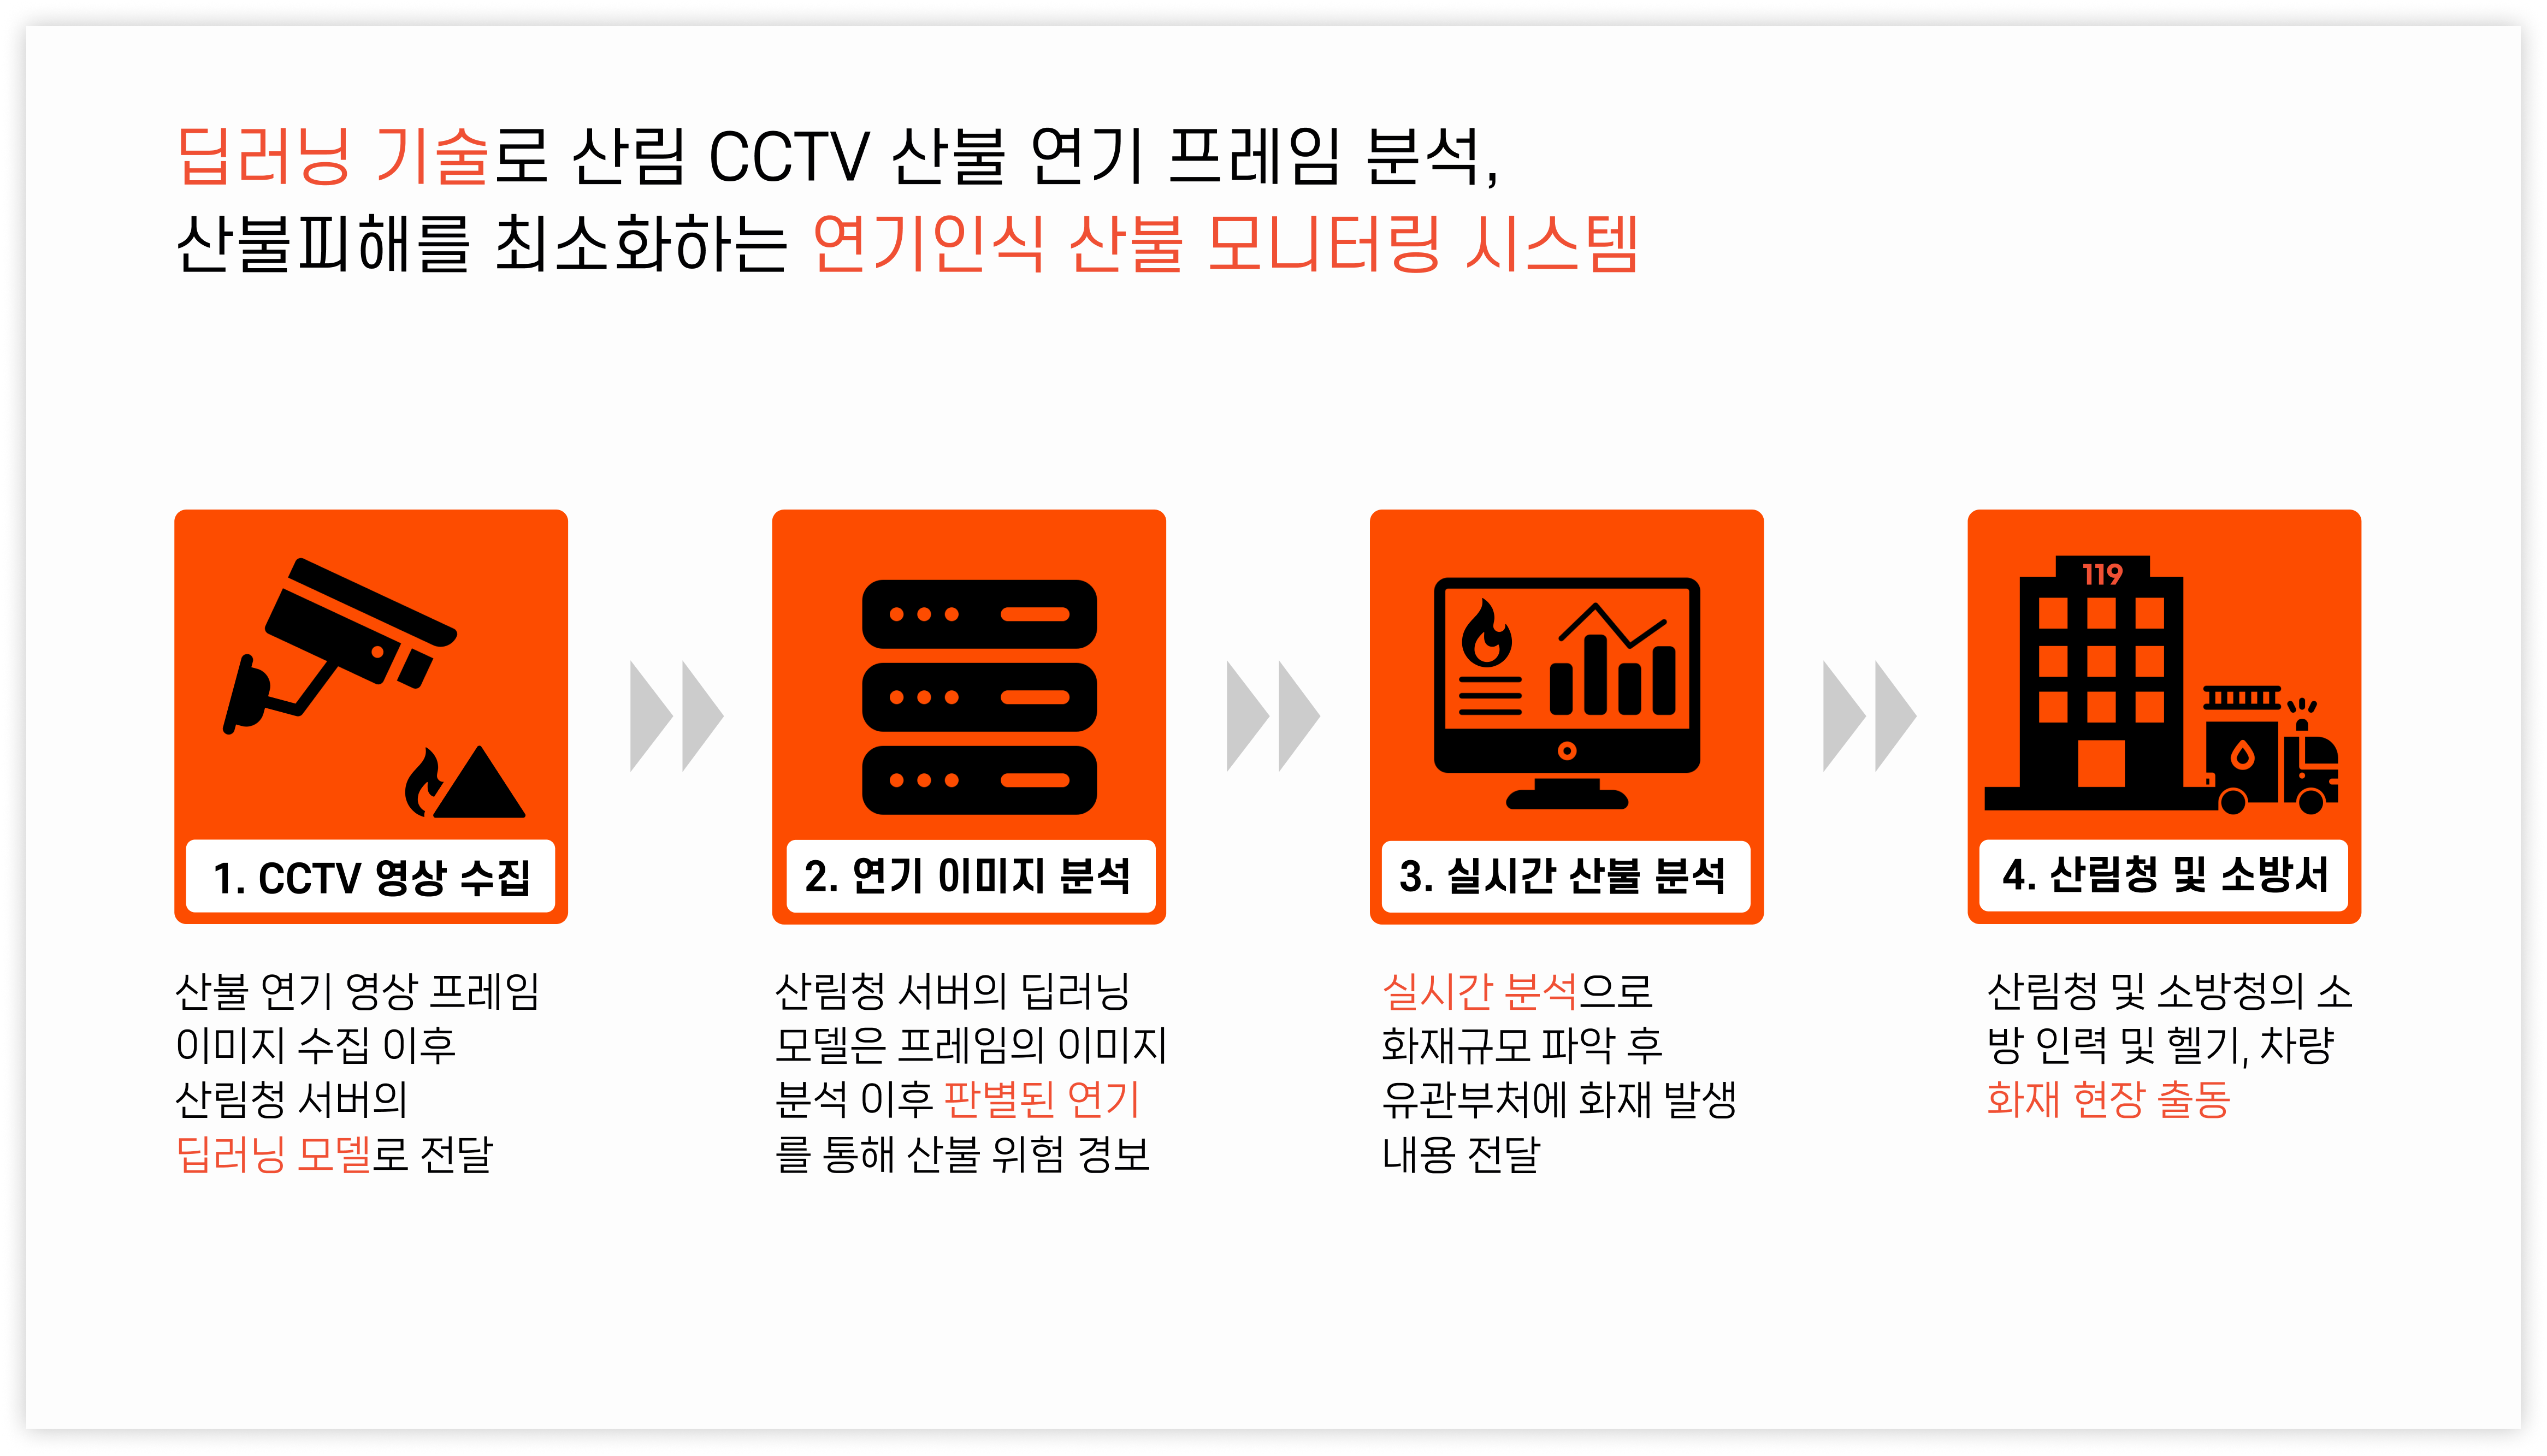 딥러닝 기술로 산림 CCTV 산불 연기 프레임 분석,
산불피해를 최소화하는 연기인식 산불 모니터링 시스템
119
1. CCTV 영상 수집
2. 연기 이미지 분석
3. 실시간 산불 분석
4. 산림청 및 소방서
산불 연기 영상 프레임
이미지 수집 이후
산림청 서버의
딥러닝 모델로 전달
산림청 서버의 딥러닝
모델은 프레임의 이미지
분석 이후 판별된 연기
를 통해 산불 위험 경보
실시간 분석으로
화재규모 파악 후
유관부처에 화재 발생
내용 전달
산림청 및 소방청의 소
방 인력 및 헬기, 차량
화재 현장 출동